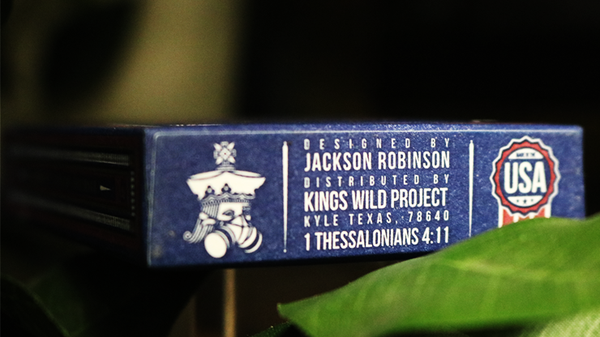 DESIGNED BY
JACKSON ROBINSON
DISTRIBUTED BY
KINGS WILD PROJECT
KYLE TEXAS, 78640
1 THESSALONIANS 4:11
USA